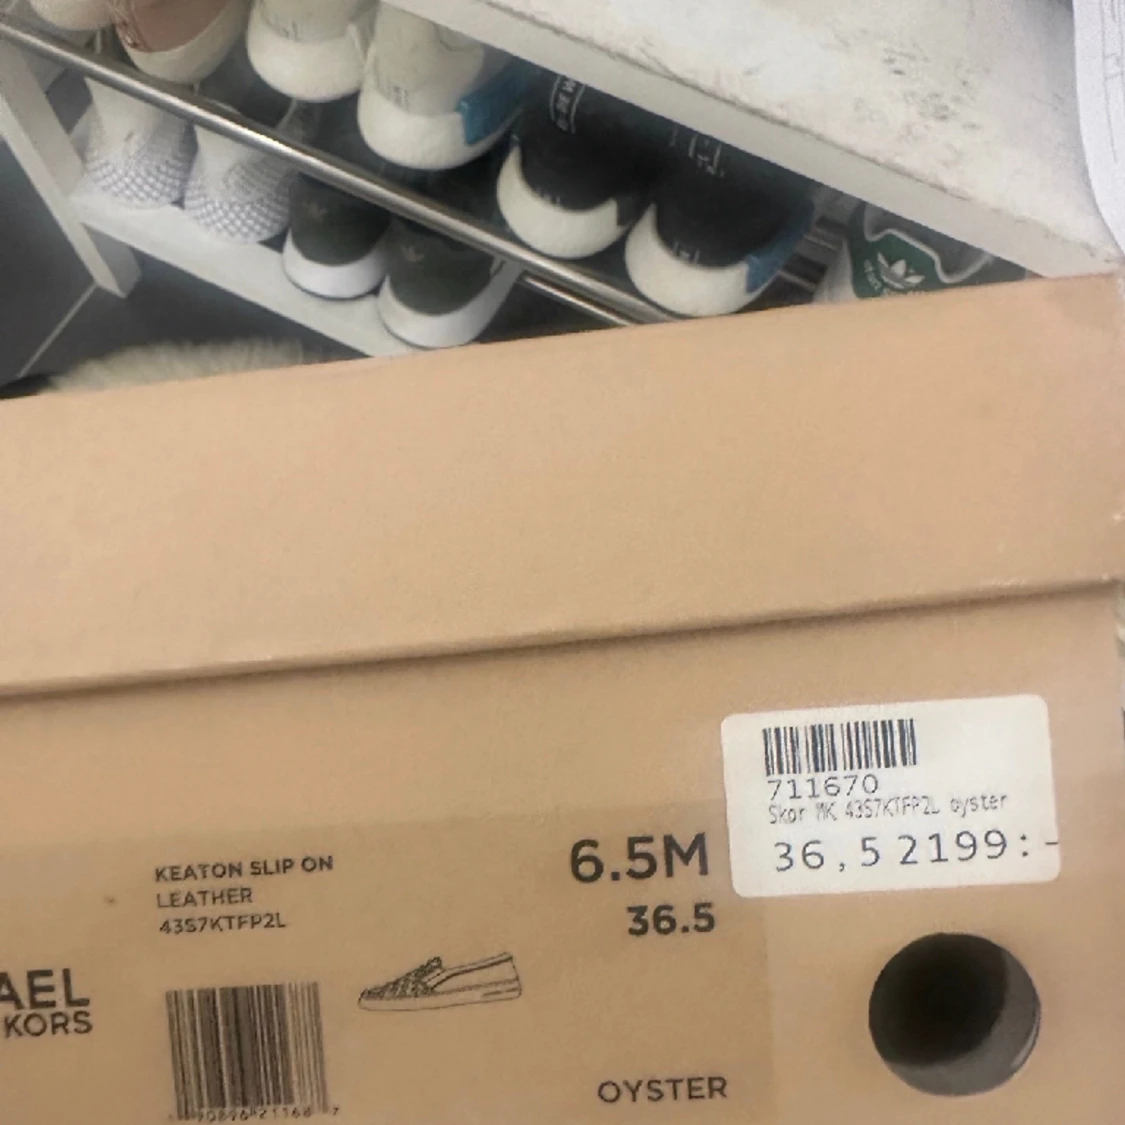 711670
Skor MK 43S7KTFP2L oyster
36,5 2199:-
KEATON SLIP ON
LEATHER
43S7KTFP2L
6.5M
36.5
AEL
KORS
OYSTER